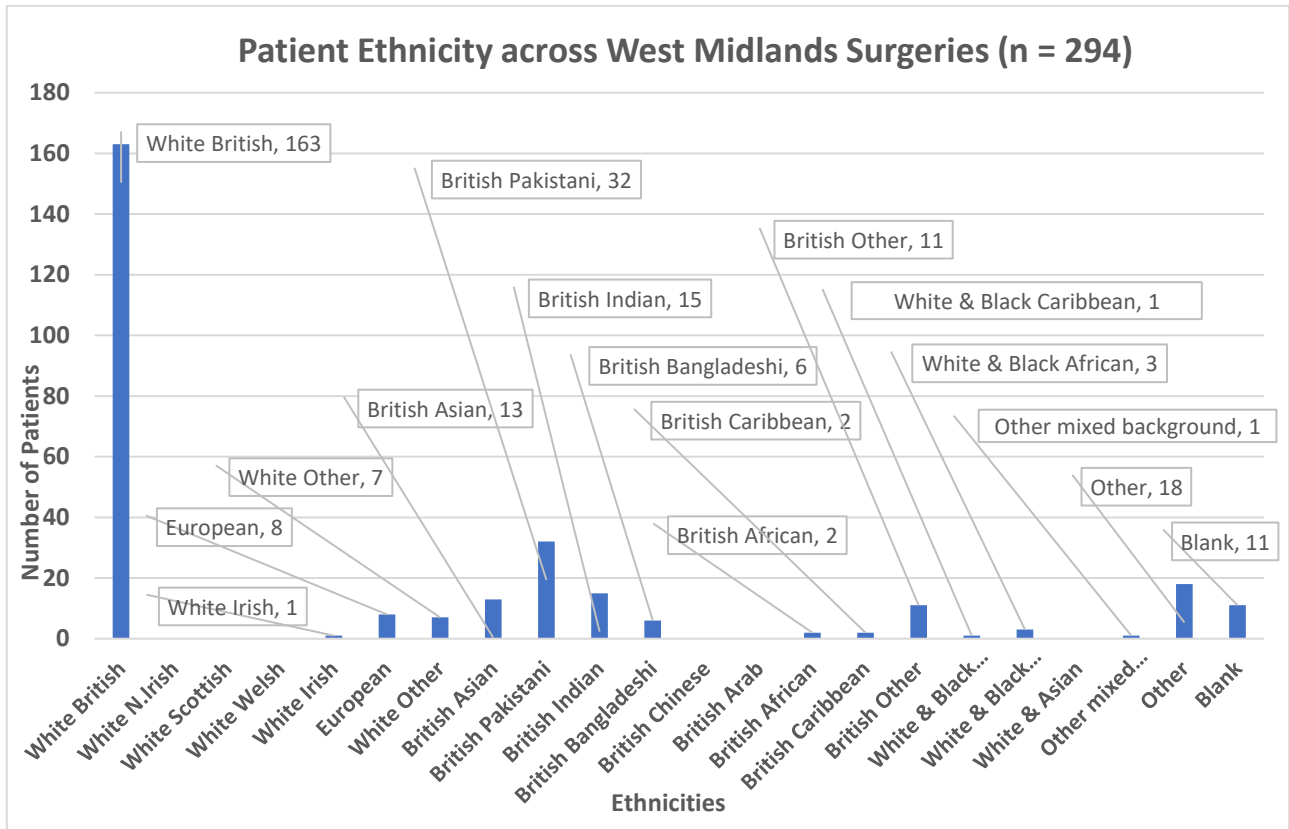 Patient Ethnicity across West Midlands Surgeries (n = 294)
Number of Patients
180
160
140
120
100
80
60
40
20
0
White British, 163
British Pakistani, 32
British Other, 11
British Indian, 15
White & Black Caribbean, 1
British Bangladeshi, 6
White & Black African, 3
British Asian, 13
British Caribbean, 2
Other mixed background, 1
White Other, 7
Other, 18
European, 8
British African, 2
Blank, 11
White Irish, 1
White British
White N.Irish
White Scottish
White Welsh
White Irish
European
White Other
British Asian
British Pakistani
British Indian
British Bangladeshi
British Chinese
British Arab
British African
British Caribbean
British Other
White & Black...
White & Black...
White & Asian
Other mixed...
Other
Blank
Ethnicities